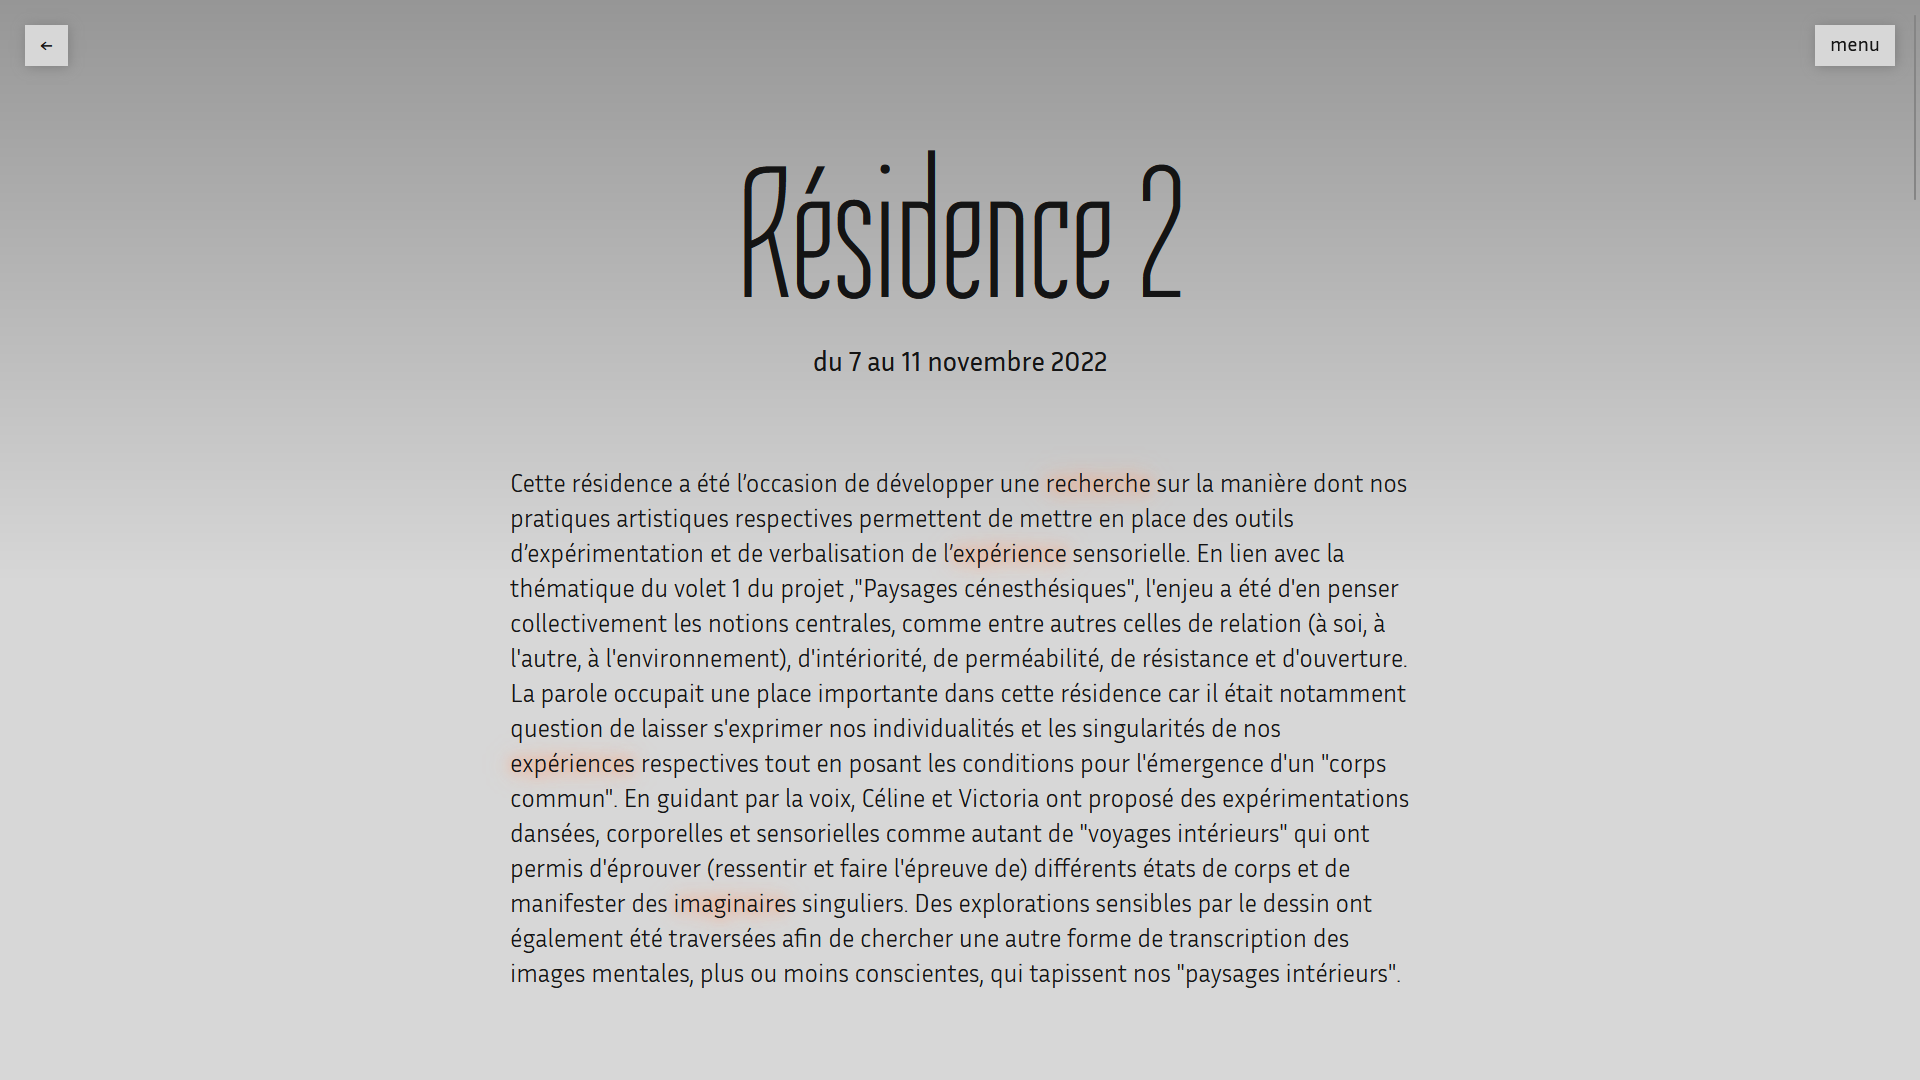 ←
menu
Résidence 2
du 7 au 11 novembre 2022
Cette résidence a été l’occasion de développer une recherche sur la manière dont nos
pratiques artistiques respectives permettent de mettre en place des outils
d’expérimentation et de verbalisation de l’expérience sensorielle. En lien avec la
thématique du volet 1 du projet ,"Paysages cénesthésiques", l'enjeu a été d'en penser
collectivement les notions centrales, comme entre autres celles de relation (à soi, à
l'autre, à l'environnement), d'intériorité, de perméabilité, de résistance et d'ouverture.
La parole occupait une place importante dans cette résidence car il était notamment
question de laisser s'exprimer nos individualités et les singularités de nos
expériences respectives tout en posant les conditions pour l'émergence d'un "corps
commun". En guidant par la voix, Céline et Victoria ont proposé des expérimentations
dansées, corporelles et sensorielles comme autant de "voyages intérieurs" qui ont
permis d'éprouver (ressentir et faire l'épreuve de) différents états de corps et de
manifester des imaginaires singuliers. Des explorations sensibles par le dessin ont
également été traversées afin de chercher une autre forme de transcription des
images mentales, plus ou moins conscientes, qui tapissent nos "paysages intérieurs".